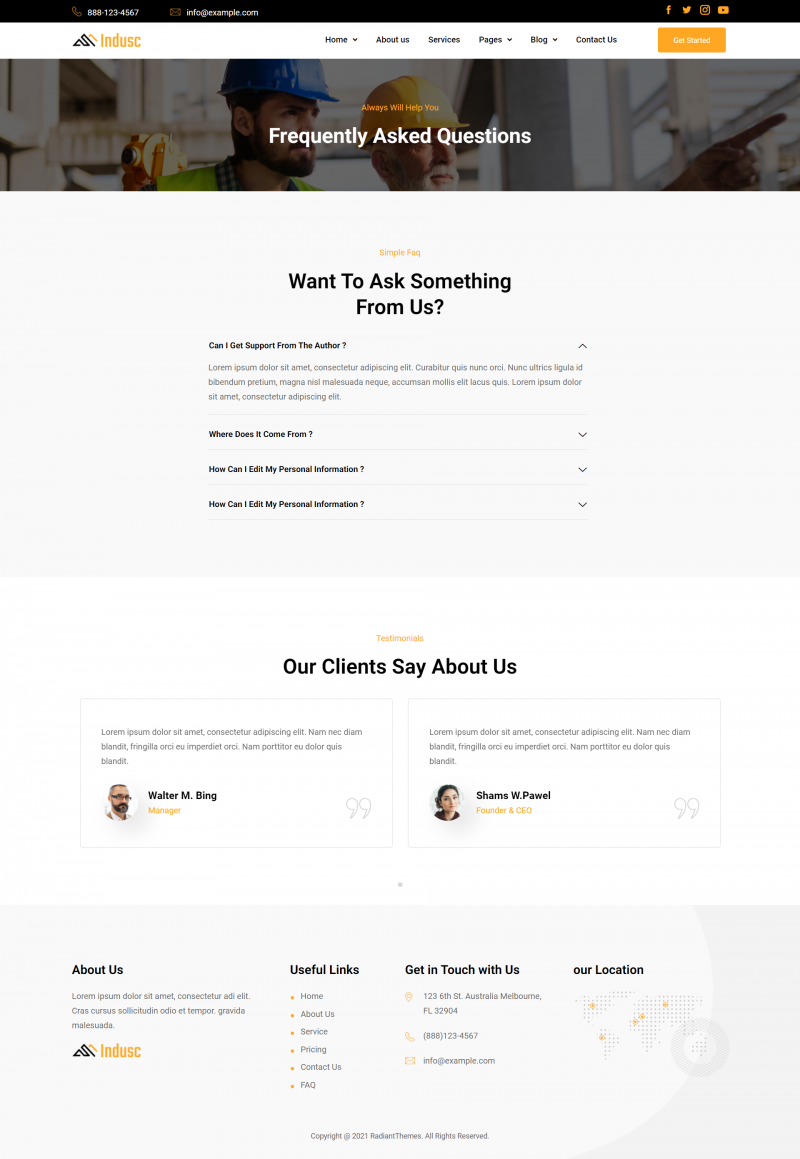 888-123-4567 info@example.com
Indusc Home About us Services Pages Blog Contact Us Get Started
Always Will Help You
Frequently Asked Questions
Simple Faq
Want To Ask Something
From Us?
Can I Get Support From The Author ?
Lorem ipsum dolor sit amet, consectetur adipiscing elit. Curabitur quis nunc orci. Nunc ultrics ligula id
bibendum pretium, magna nisl malesuada neque, accumsan mollis elit lacus quis. Lorem ipsum dolor
sit amet, consectetur adipiscing elit.
Where Does It Come From ?
How Can I Edit My Personal Information ?
How Can I Edit My Personal Information ?
Testimonials
Our Clients Say About Us
Lorem ipsum dolor sit amet, consectetur adipiscing elit. Nam nec diam
blandit, fringilla orci eu imperdiet orci. Nam porttitor eu dolor quis
blandit.
Walter M. Bing
Manager
Lorem ipsum dolor sit amet, consectetur adipiscing elit. Nam nec diam
blandit, fringilla orci eu imperdiet orci. Nam porttitor eu dolor quis
blandit.
Shams W.Pawel
Founder & CEO
About Us
Lorem ipsum dolor sit amet, consectetur adi elit.
Cras cursus sollicitudin odio et tempor. gravida
malesuada.
Indusc
Useful Links
Home
About Us
Service
Pricing
Contact Us
FAQ
Get in Touch with Us
123 6th St. Australia Melbourne,
FL 32904
(888)123-4567
info@example.com
our Location
Copyright @ 2021 RadiantThemes. All Rights Reserved.